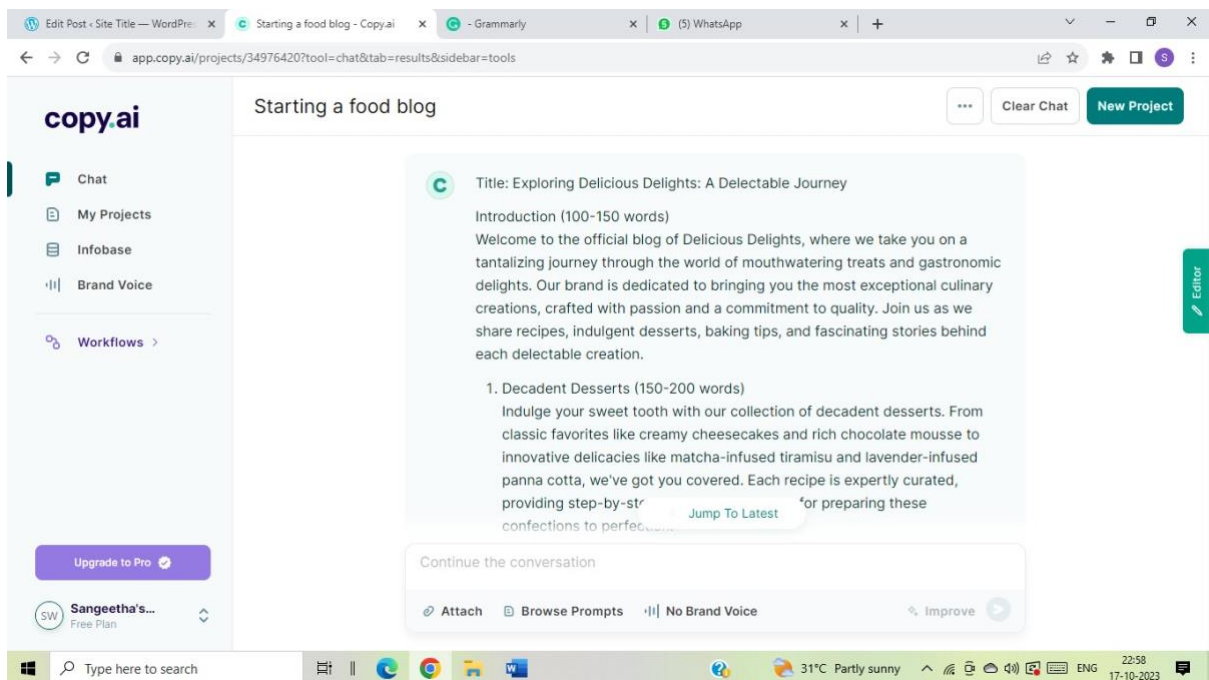 Edit Post ‹ Site Title — WordPre
Starting a food blog - Copy.ai
- Grammarly
(5) WhatsApp
app.copy.ai/projects/34976420?tool=chat&tab=results&sidebar=tools
S
copy.ai
Starting a food blog
Clear Chat
New Project
Chat
My Projects
Infobase
Brand Voice
Workflows
C
Title: Exploring Delicious Delights: A Delectable Journey
Introduction (100-150 words)
Welcome to the official blog of Delicious Delights, where we take you on a
tantalizing journey through the world of mouthwatering treats and gastronomic
delights. Our brand is dedicated to bringing you the most exceptional culinary
creations, crafted with passion and a commitment to quality. Join us as we
share recipes, indulgent desserts, baking tips, and fascinating stories behind
each delectable creation.
1. Decadent Desserts (150-200 words)
Indulge your sweet tooth with our collection of decadent desserts. From
classic favorites like creamy cheesecakes and rich chocolate mousse to
innovative delicacies like matcha-infused tiramisu and lavender-infused
panna cotta, we've got you covered. Each recipe is expertly curated,
providing step-by-st for preparing these
confections to perfec
Jump To Latest
Editor
Continue the conversation
Attach
Browse Prompts
No Brand Voice
Improve
Upgrade to Pro
SW
Sangeetha's...
Free Plan
Type here to search
31°C Partly sunny
ENG
22:58
17-10-2023